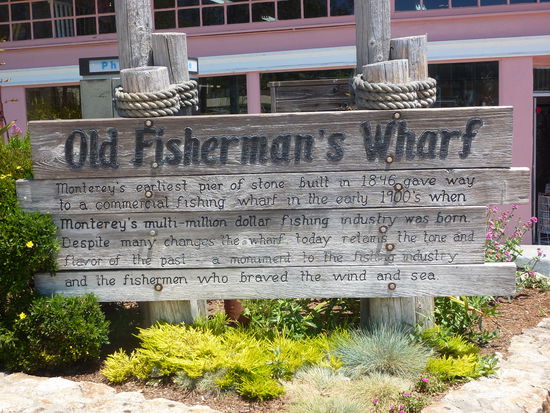 Ph
Old Fisherman's Wharf
Monterey's earliest pier of stone built in 1846 gave way
to a commercial fishing wharf in the early 1900's when
Monterey's multi-million dollar fishing industry was born.
Despite many changes the wharf today retains the tone and
flavor of the past a monument to the fishing industry
and the fishermen who braved the wind and sea.